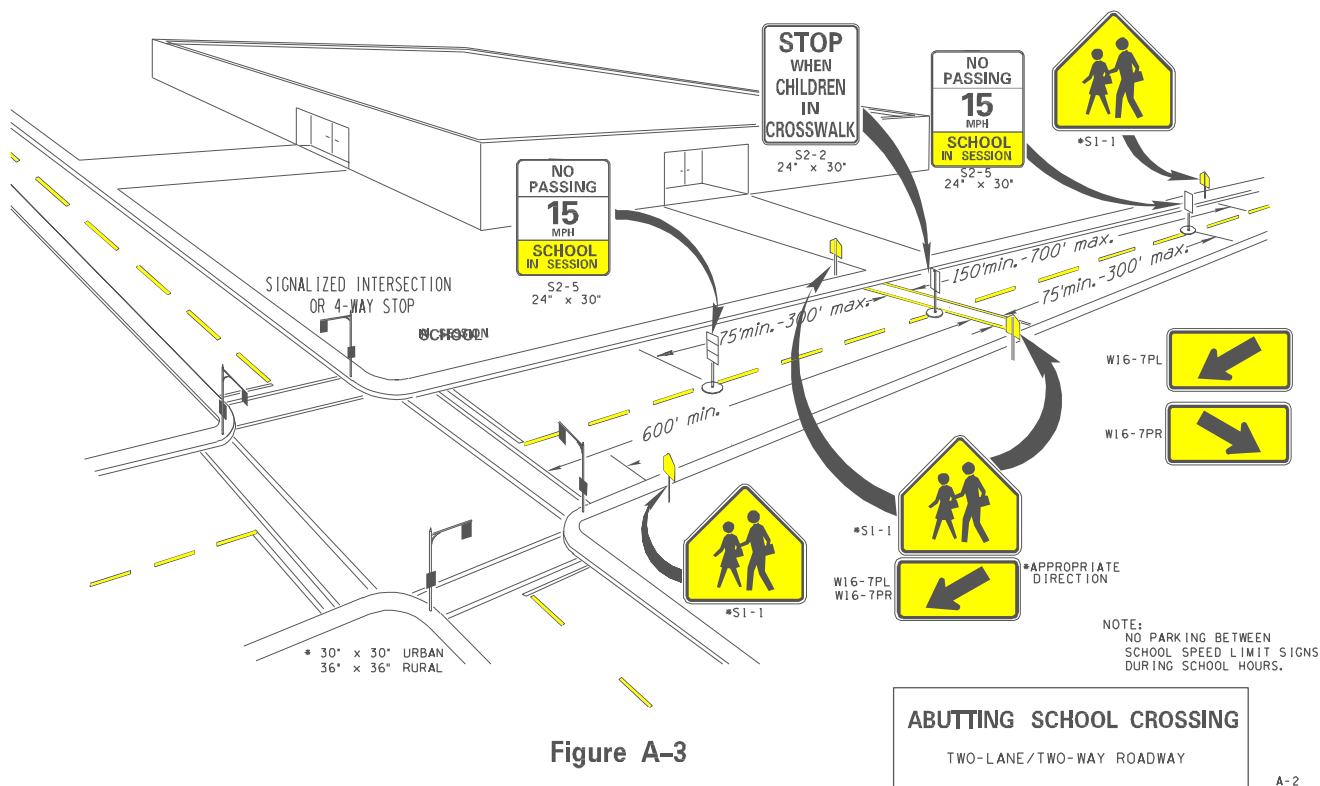 STOP
WHEN
CHILDREN
IN
CROSSWALK
S2-2
24" x 30"
NO
PASSING
15
MPH
SCHOOL
IN SESSION
S2-5
24" x 30"
*S1-1
NO
PASSING
15
MPH
SCHOOL
IN SESSION
S2-5
24" x 30"
SIGNALIZED INTERSECTION
OR 4-WAY STOP
SCHOOL
IN SESSION
75'min.-300' max.
150'min.-700' max.
75'min.-300' max.
600' min.
W16-7PL
W16-7PR
*S1-1
*S1-1
W16-7PL
W16-7PR
*APPROPRIATE
DIRECTION
* 30" x 30" URBAN
36" x 36" RURAL
NOTE:
NO PARKING BETWEEN
SCHOOL SPEED LIMIT SIGNS
DURING SCHOOL HOURS.
ABUTTING SCHOOL CROSSING
TWO-LANE/TWO-WAY ROADWAY
Figure A–3
A-2